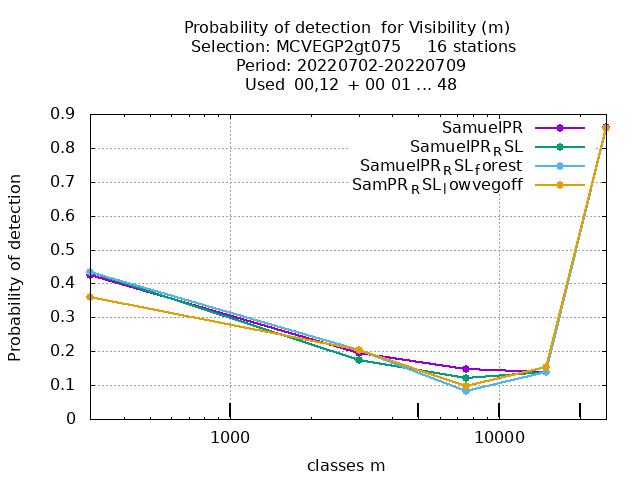 Probability of detection  for Visibility (m)
Selection: MCVEGP2gt075     16 stations
Period: 20220702-20220709
Used  00,12  + 00 01 ... 48
0.9
0.8
0.7
0.6
0.5
0.4
0.3
0.2
0.1
0
Probability of detection
SamuelPR
SamuelPR_RSL
SamuelPR_RSL_forest
SamPR_RSL_lowvegoff
1000
10000
classes m